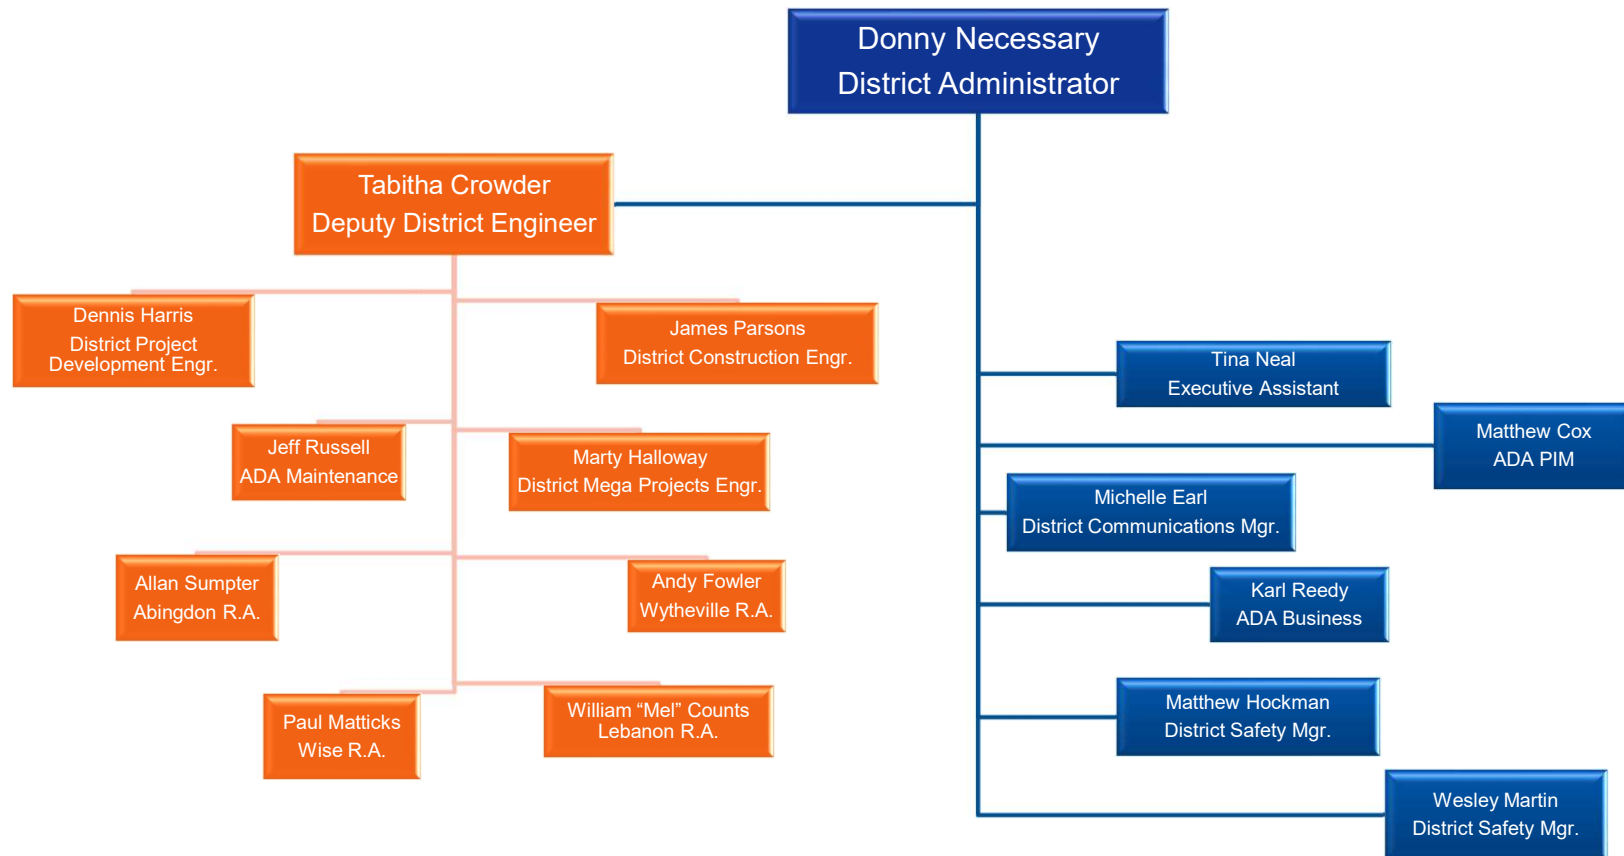 Donny Necessary
District Administrator
Tabitha Crowder
Deputy District Engineer
Dennis Harris
District Project
Development Engr.
James Parsons
District Construction Engr.
Jeff Russell
ADA Maintenance
Marty Halloway
District Mega Projects Engr.
Allan Sumpter
Abingdon R.A.
Andy Fowler
Wytheville R.A.
Paul Matticks
Wise R.A.
William “Mel” Counts
Lebanon R.A.
Tina Neal
Executive Assistant
Matthew Cox
ADA PIM
Michelle Earl
District Communications Mgr.
Karl Reedy
ADA Business
Matthew Hockman
District Safety Mgr.
Wesley Martin
District Safety Mgr.